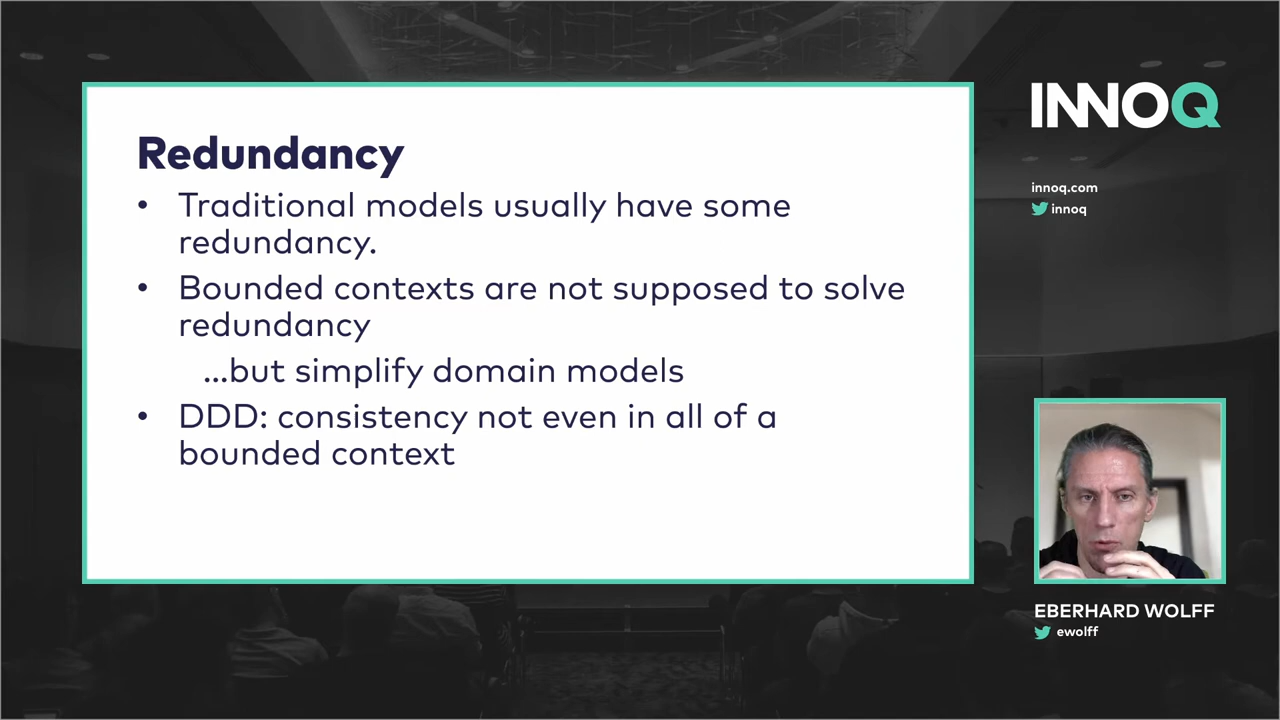 Redundancy
• Traditional models usually have some
redundancy.
• Bounded contexts are not supposed to solve
redundancy
...but simplify domain models
• DDD: consistency not even in all of a
bounded context
INNOQ
innoq.com
innoq
EBERHARD WOLFF
ewolff